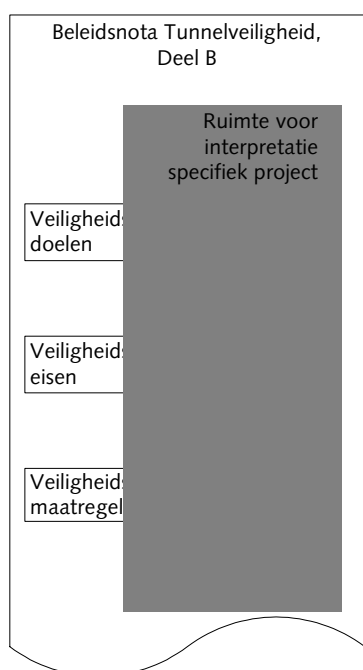 Beleidsnota Tunnelveiligheid,
Deel B
Ruimte voor
interpretatie
specifiek project
Veiligheids
doelen
Veiligheids
eisen
Veiligheids
maatregel